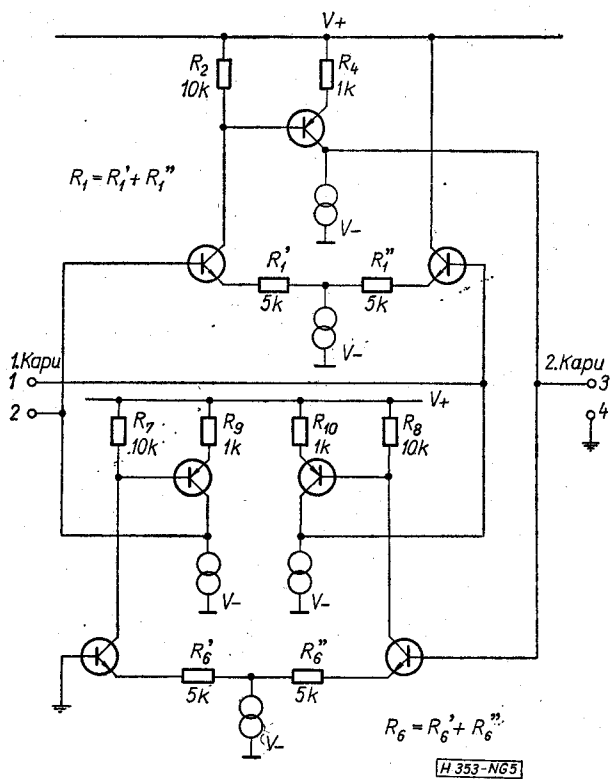 V+
R₂
10k
R₄
1k
R₁ = R₁' + R₁"
V-
R₁'
5k
R₁"
5k
V-
1.Kapu
1
2
2.Kapu
3
4
V+
R₇
10k
R₉
1k
R₁₀
1k
R₈
10k
V-
V-
R₆'
5k
R₆"
5k
V-
R₆ = R₆' + R₆"
H 353-NG5